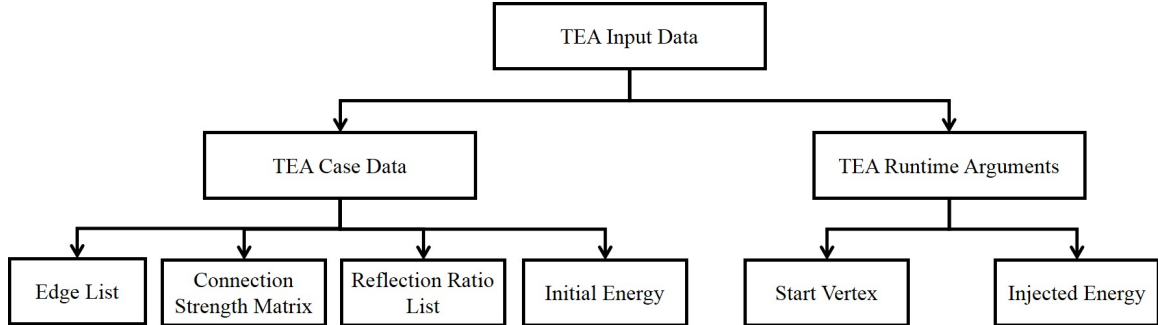 TEA Input Data
TEA Case Data
TEA Runtime Arguments
Edge List
Connection
Strength Matrix
Reflection Ratio
List
Initial Energy
Start Vertex
Injected Energy